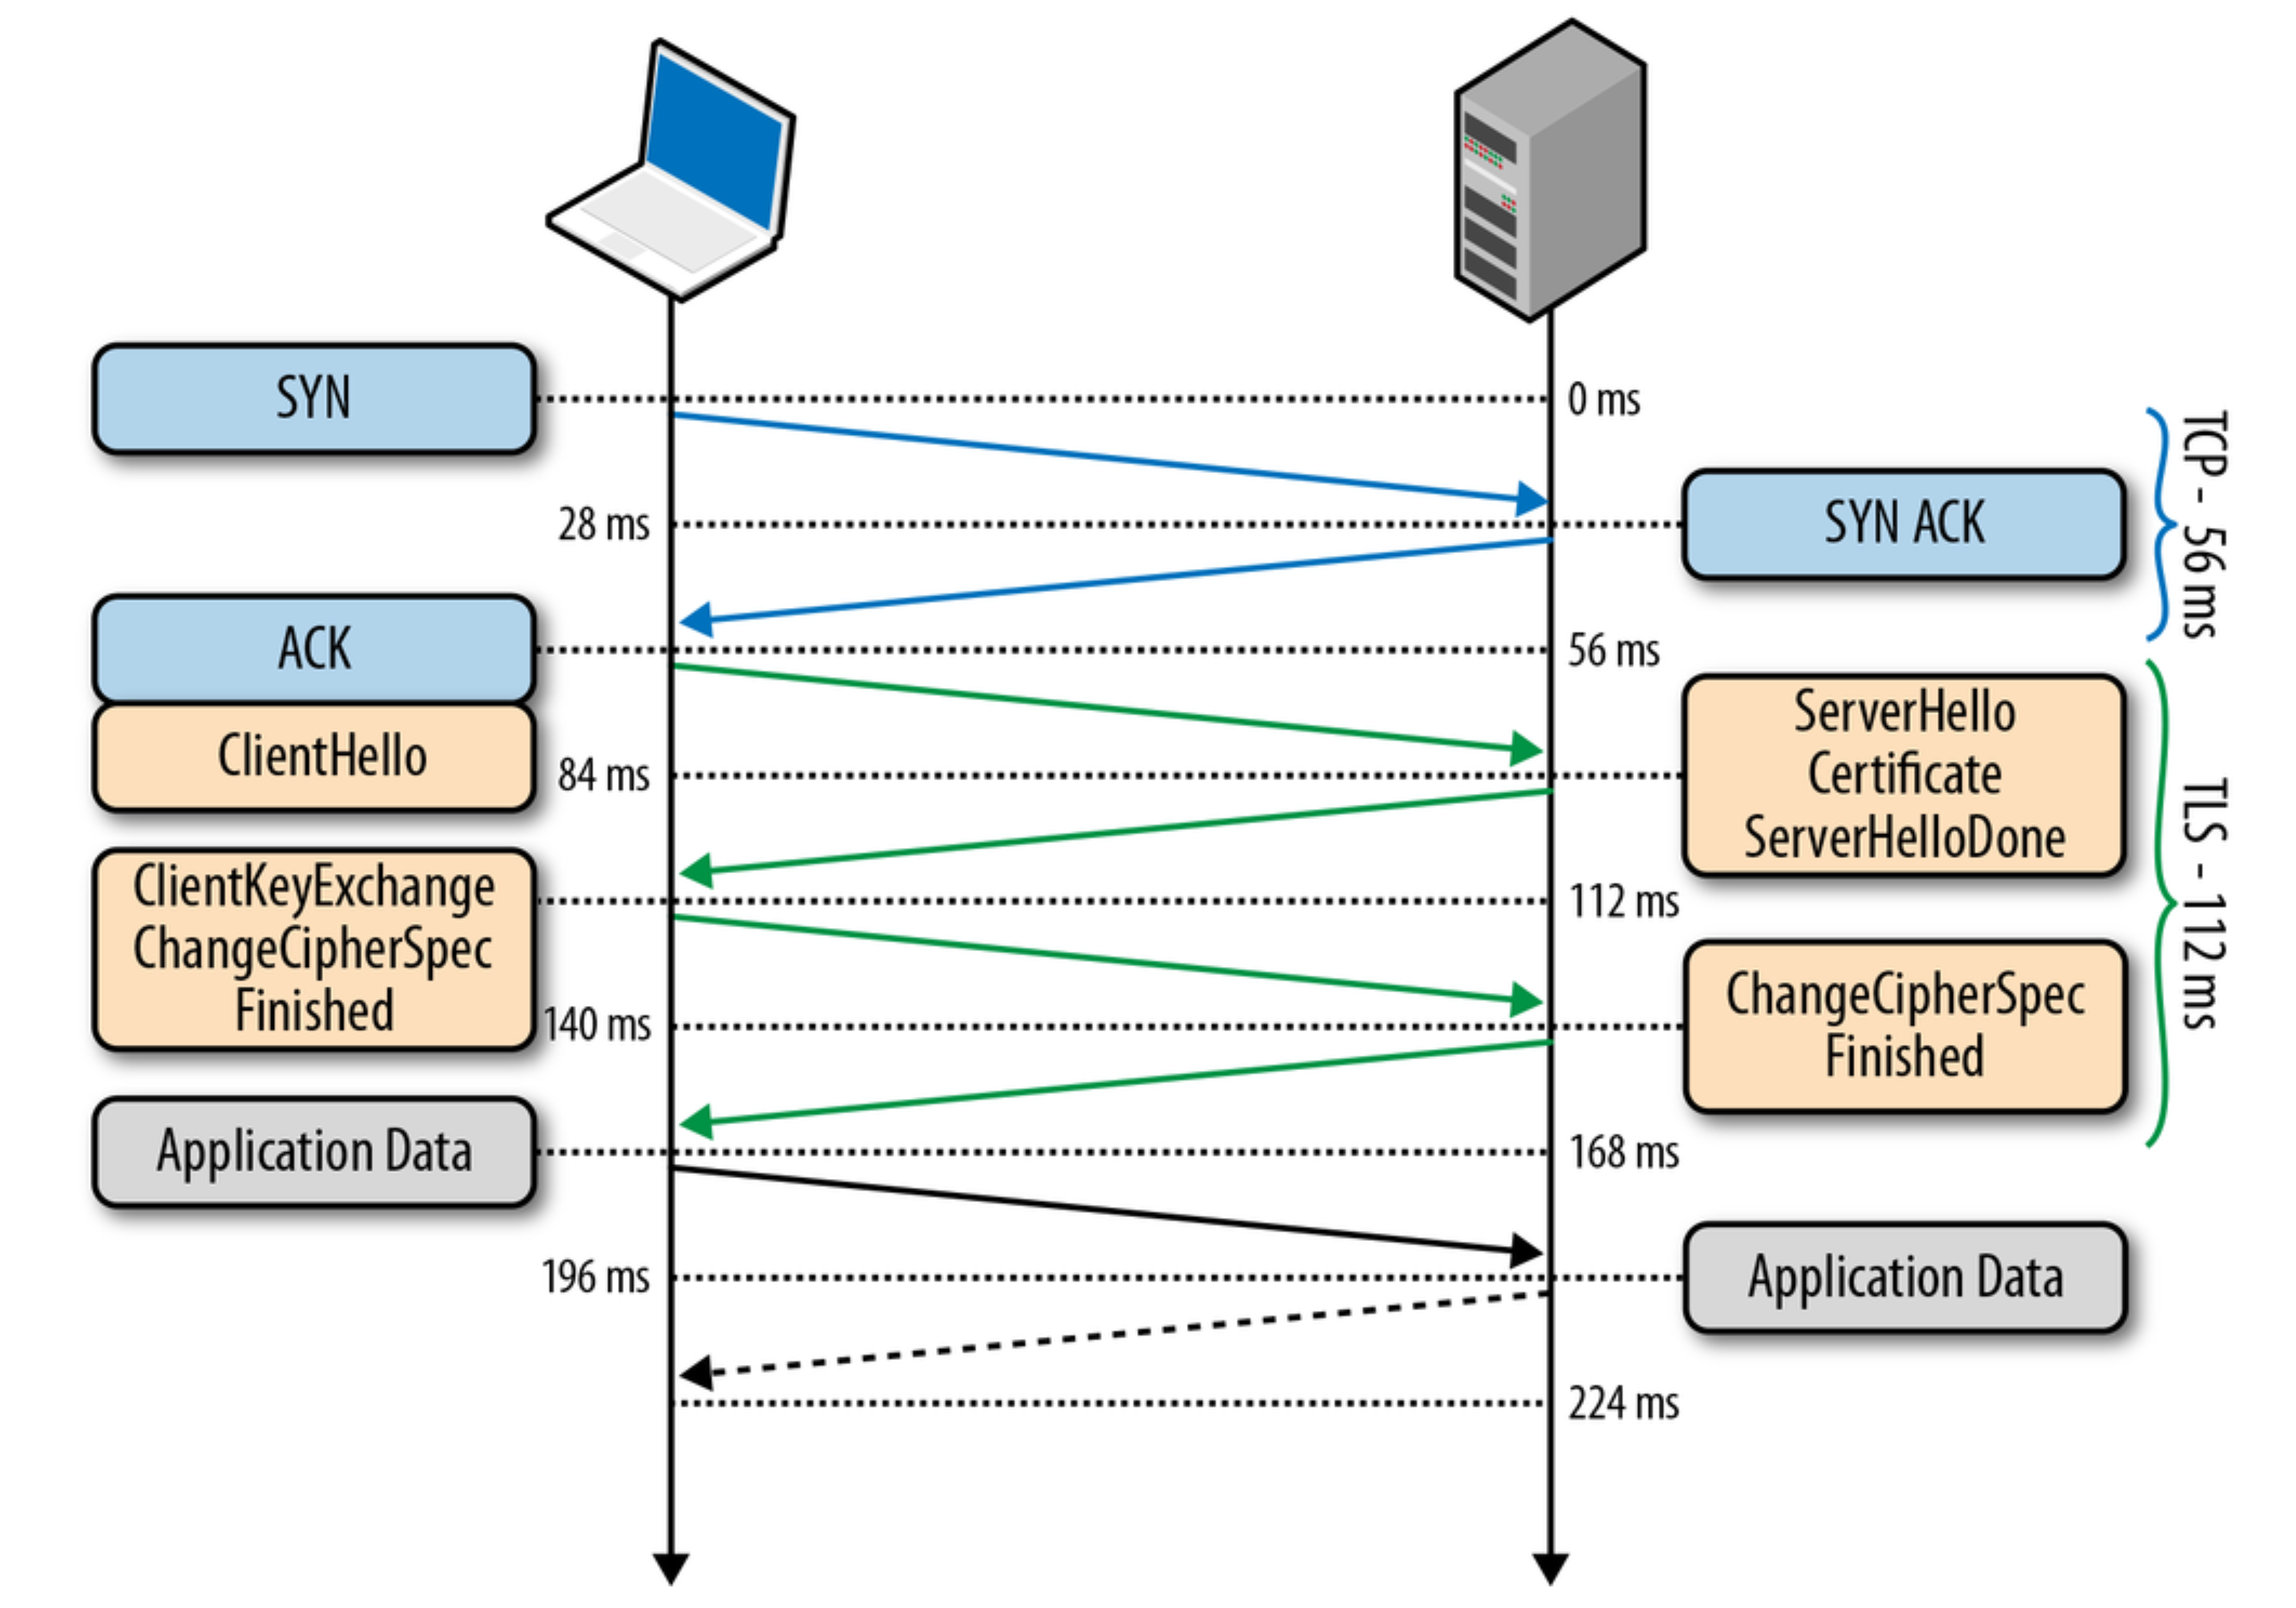 SYN
0 ms
28 ms
SYN ACK
TCP - 56 ms
ACK
56 ms
ClientHello
84 ms
ServerHello
Certificate
ServerHelloDone
TLS - 112 ms
ClientKeyExchange
ChangeCipherSpec
Finished
112 ms
140 ms
ChangeCipherSpec
Finished
Application Data
168 ms
196 ms
Application Data
224 ms